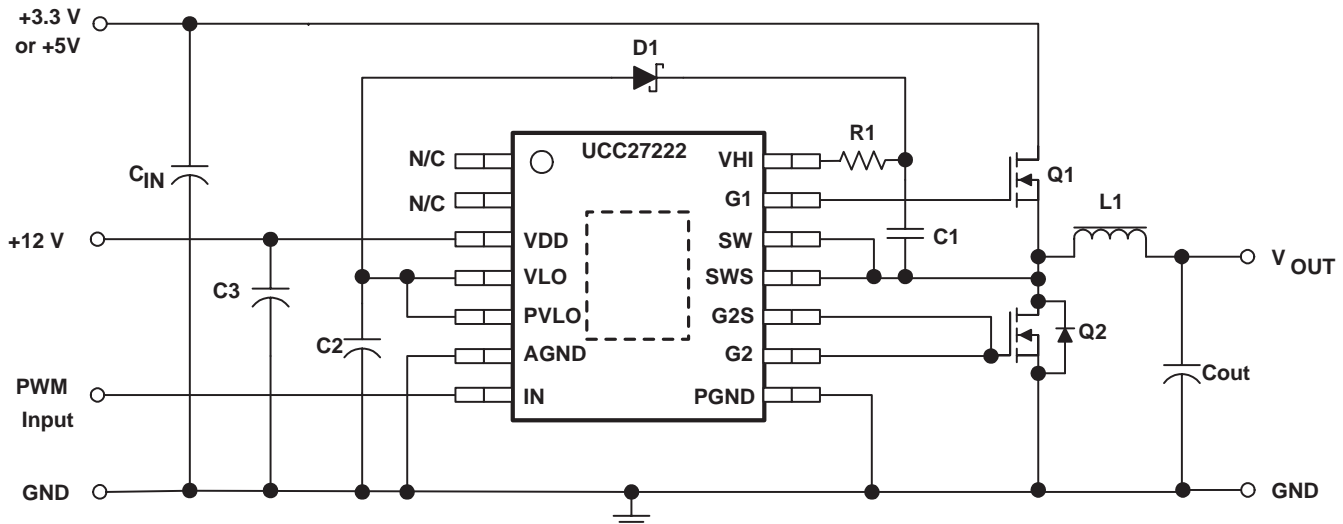 +3.3 V
or +5V
D1
UCC27222
R1
N/C
VHI
Q1
CIN
N/C
G1
L1
+12 V
VDD
SW
C1
VLO
SWS
VOUT
C3
PVLO
G2S
C2
Q2
AGND
G2
Cout
PWM
Input
IN
PGND
GND
GND